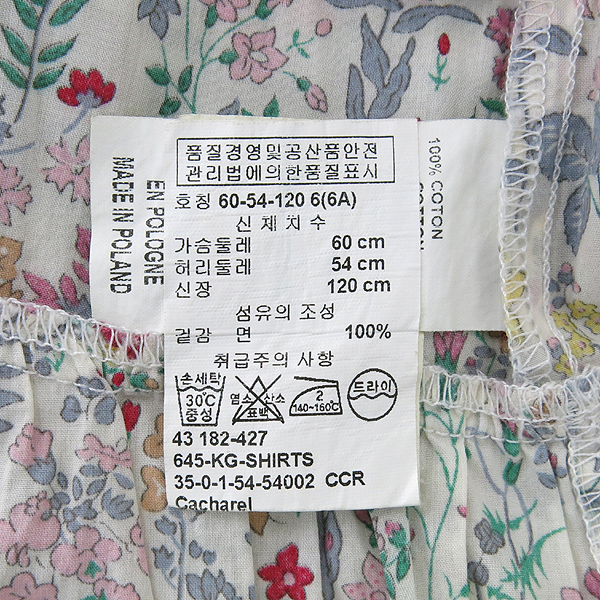 품질경영및공산품안전
관리법에의한품질표시
호칭 60-54-120 6(6A)
신체치수
가슴둘레 60 cm
허리둘레 54 cm
신장 120 cm
섬유의 조성
겉감 면 100%
취급주의 사항
손세탁
30℃
중성
염소 산소
표백
2
140~160℃
드라이
43 182-427
645-KG-SHIRTS
35-0-1-54-54002 CCR
Cacharel
EN POLOGNE
MADE IN POLAND
100% COTON
COTTON